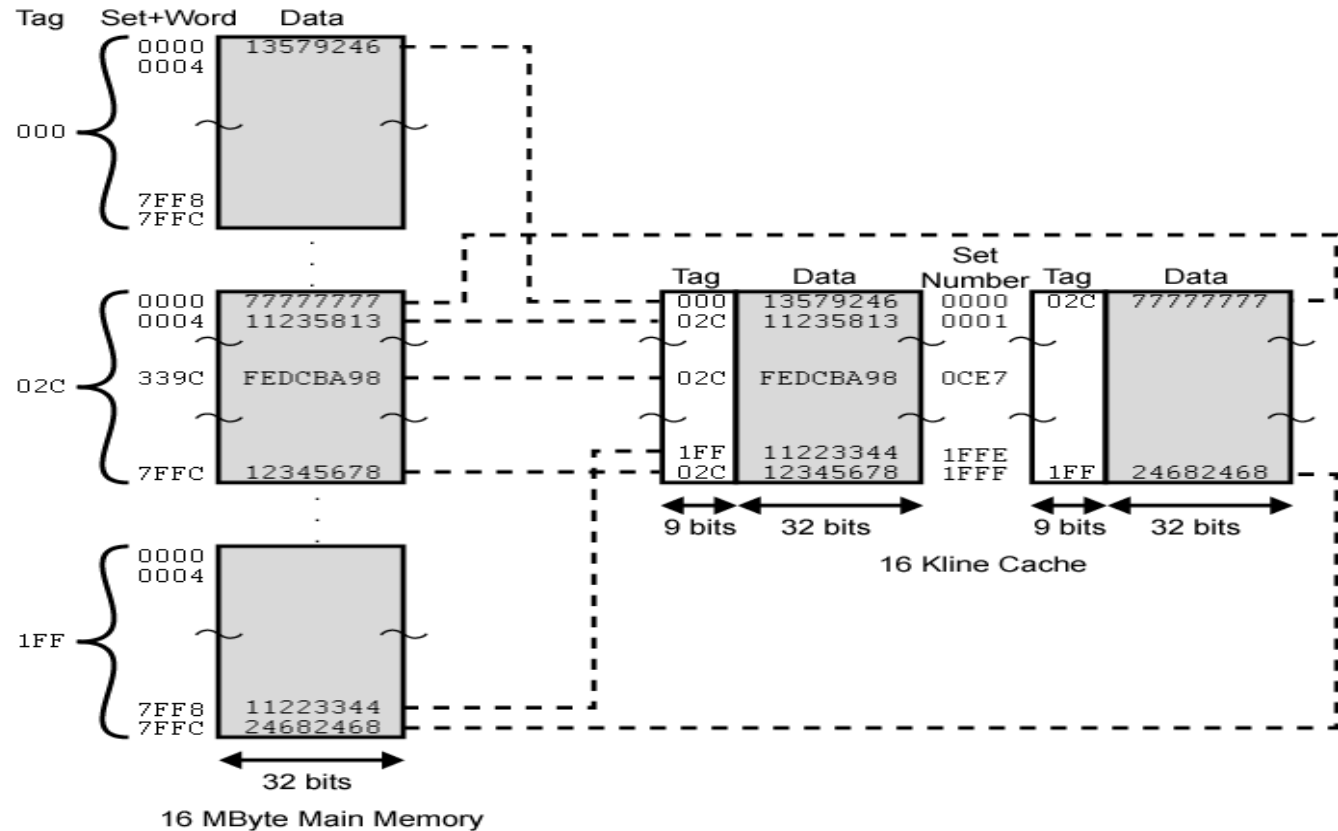 Tag Set+Word Data
0000 13579246
0004
000
7FF8
7FFC
Set
Tag Data Number Tag Data
0000 77777777 000 13579246 0000 02C 77777777
0004 11235813 02C 11235813 0001
02C 339C FEDCBA98 02C FEDCBA98 0CE7
1FF 11223344 1FFE
7FFC 12345678 02C 12345678 1FFF 1FF 24682468
9 bits 32 bits 9 bits 32 bits
16 Kline Cache
0000
0004
1FF
7FF8 11223344
7FFC 24682468
32 bits
16 MByte Main Memory